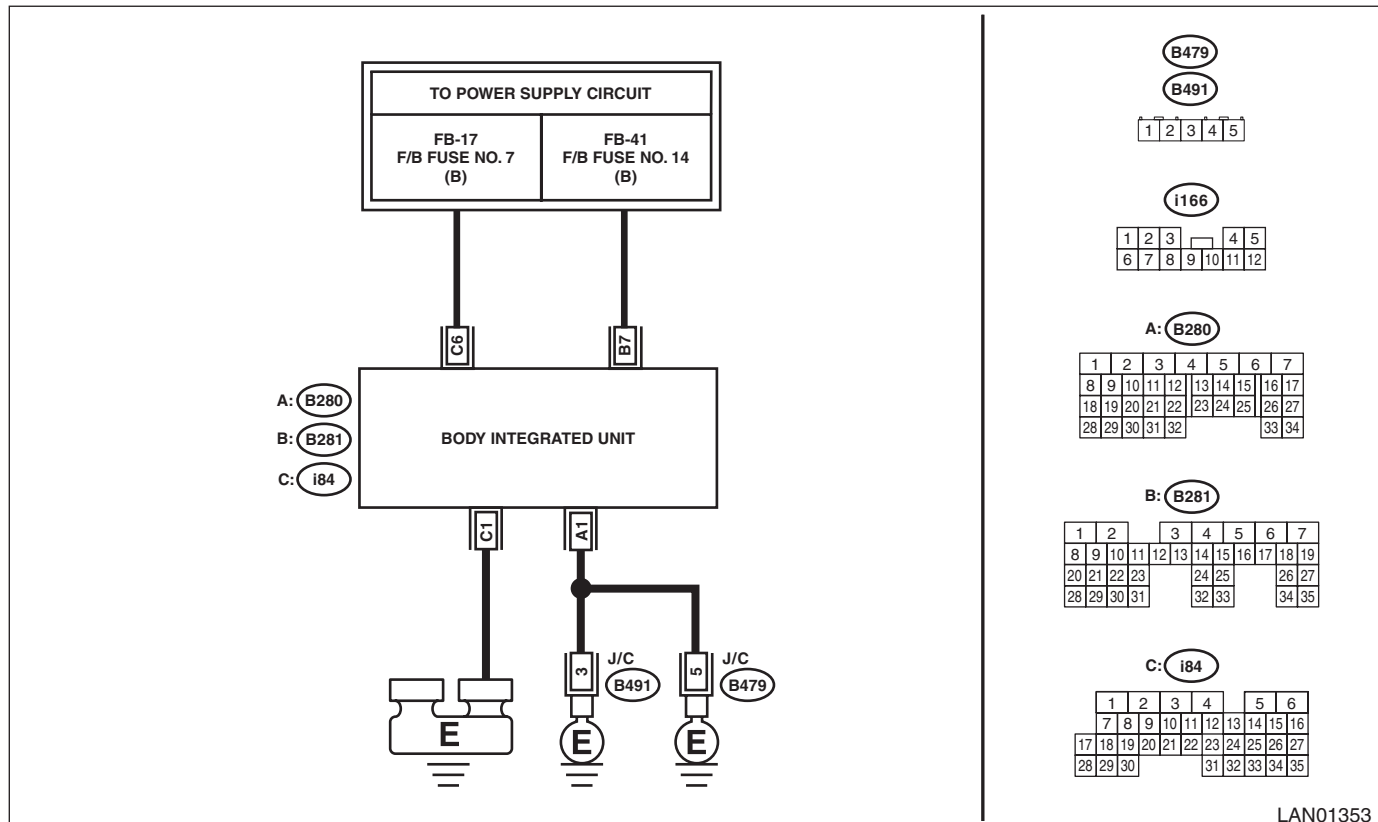 TO POWER SUPPLY CIRCUIT
FB-17
F/B FUSE NO. 7
(B)
FB-41
F/B FUSE NO. 14
(B)
C6
B7
A: B280
B: B281
C: i84
BODY INTEGRATED UNIT
C1
A1
3
J/C
B491
5
J/C
B479
E
E
E
B479
B491
1 2 3 4 5
i166
1 2 3 4 5
6 7 8 9 10 11 12
A: B280
1 2 3 4 5 6 7
8 9 10 11 12 13 14 15 16 17
18 19 20 21 22 23 24 25 26 27
28 29 30 31 32 33 34
B: B281
1 2 3 4 5 6 7
8 9 10 11 12 13 14 15 16 17 18 19
20 21 22 23 24 25 26 27
28 29 30 31 32 33 34 35
C: i84
1 2 3 4 5 6
7 8 9 10 11 12 13 14 15 16
17 18 19 20 21 22 23 24 25 26 27
28 29 30 31 32 33 34 35
LAN01353